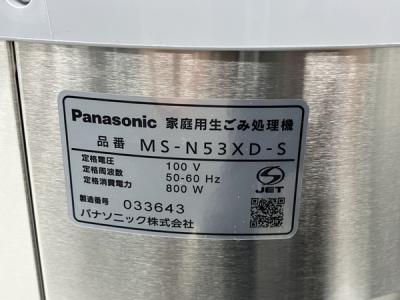 Panasonic 家庭用生ごみ処理機
品番 MS-N53XD-S
定格電圧 100 V
定格周波数 50-60 Hz
定格消費電力 800 W
製造番号 033643
パナソニック株式会社
PS E
JET